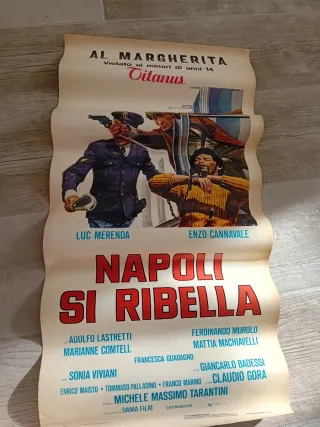 AL MARGHERITA
Vietato ai minori di anni 14
Titanus
LUC MERENDA ENZO CANNAVALE
NAPOLI
SI RIBELLA
ADOLFO LASTRETTI FERDINANDO MUROLO
MARIANNE COMTELL MATTIA MACHIAVELLI
FRANCESCA GUADAGNO
SONIA VIVIANI GIANCARLO BADESSI
ENRICO MAISTO • TOMMASO PALLADINO • FRANCO MARINO CLAUDIO GORA
MICHELE MASSIMO TARANTINI
DANIA FILM EASTMANCOLOR